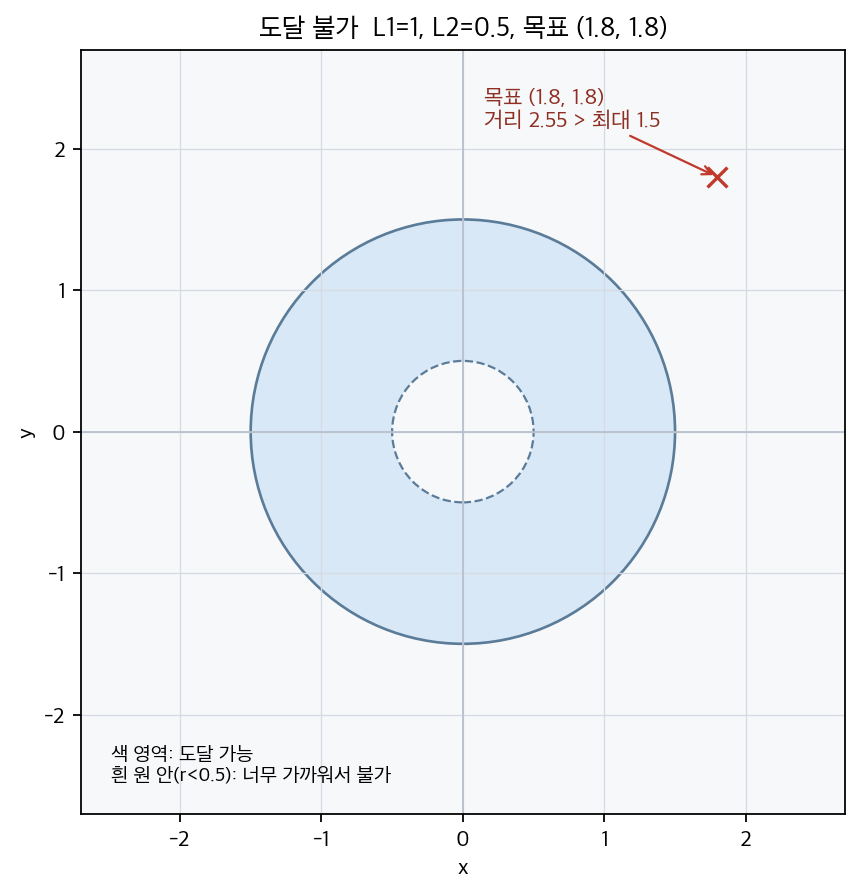 도달 불가  L1=1, L2=0.5, 목표 (1.8, 1.8)
목표 (1.8, 1.8)
거리 2.55 > 최대 1.5
2
1
0
-1
-2
y
색 영역: 도달 가능
흰 원 안(r<0.5): 너무 가까워서 불가
-2
-1
0
1
2
x